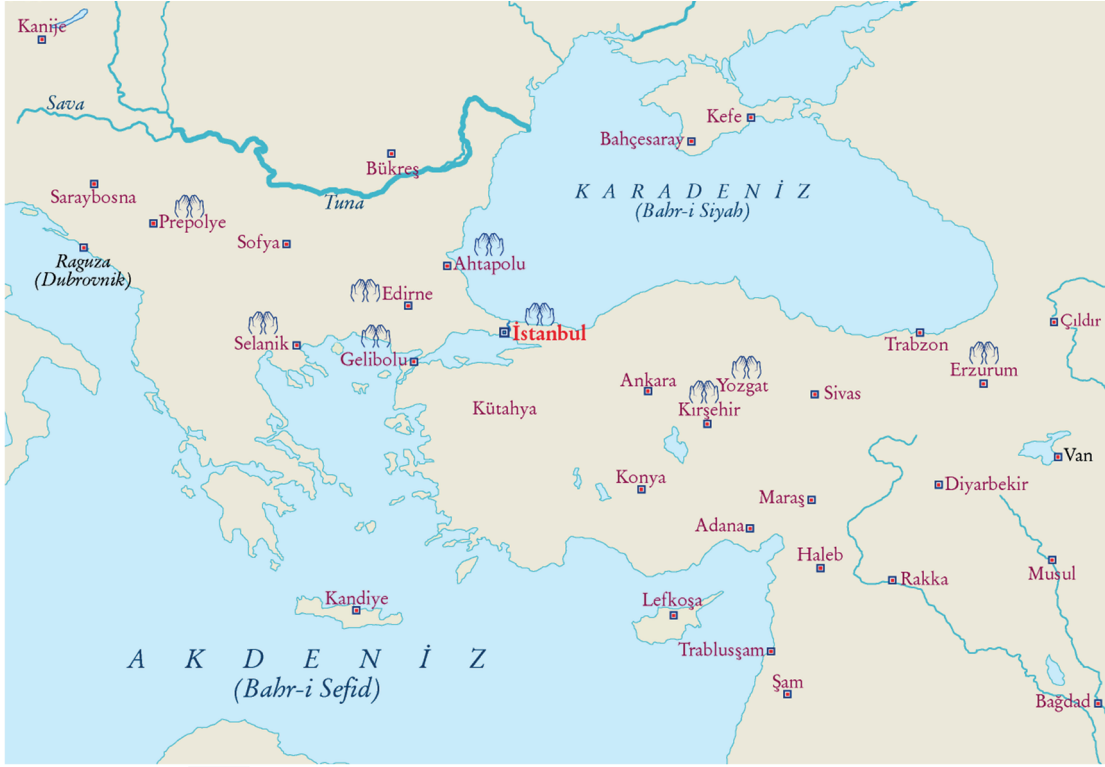 Kanije
Sava
Kefe
Bahçesaray
Bükreş
Saraybosna
Tuna
K A R A D E N İ Z
(Bahr-i Siyah)
Prepolye
Sofya
Raguza
(Dubrovnik)
Ahtapolu
Edirne
İstanbul
Çıldır
Selanik
Gelibolu
Trabzon
Erzurum
Ankara
Yozgat
Sivas
Kütahya
Kırşehir
Van
Konya
Diyarbekir
Maraş
Adana
Haleb
Musul
Rakka
Kandiye
Lefkoşa
A K D E N İ Z
(Bahr-i Sefid)
Trablusşam
Şam
Bağdad